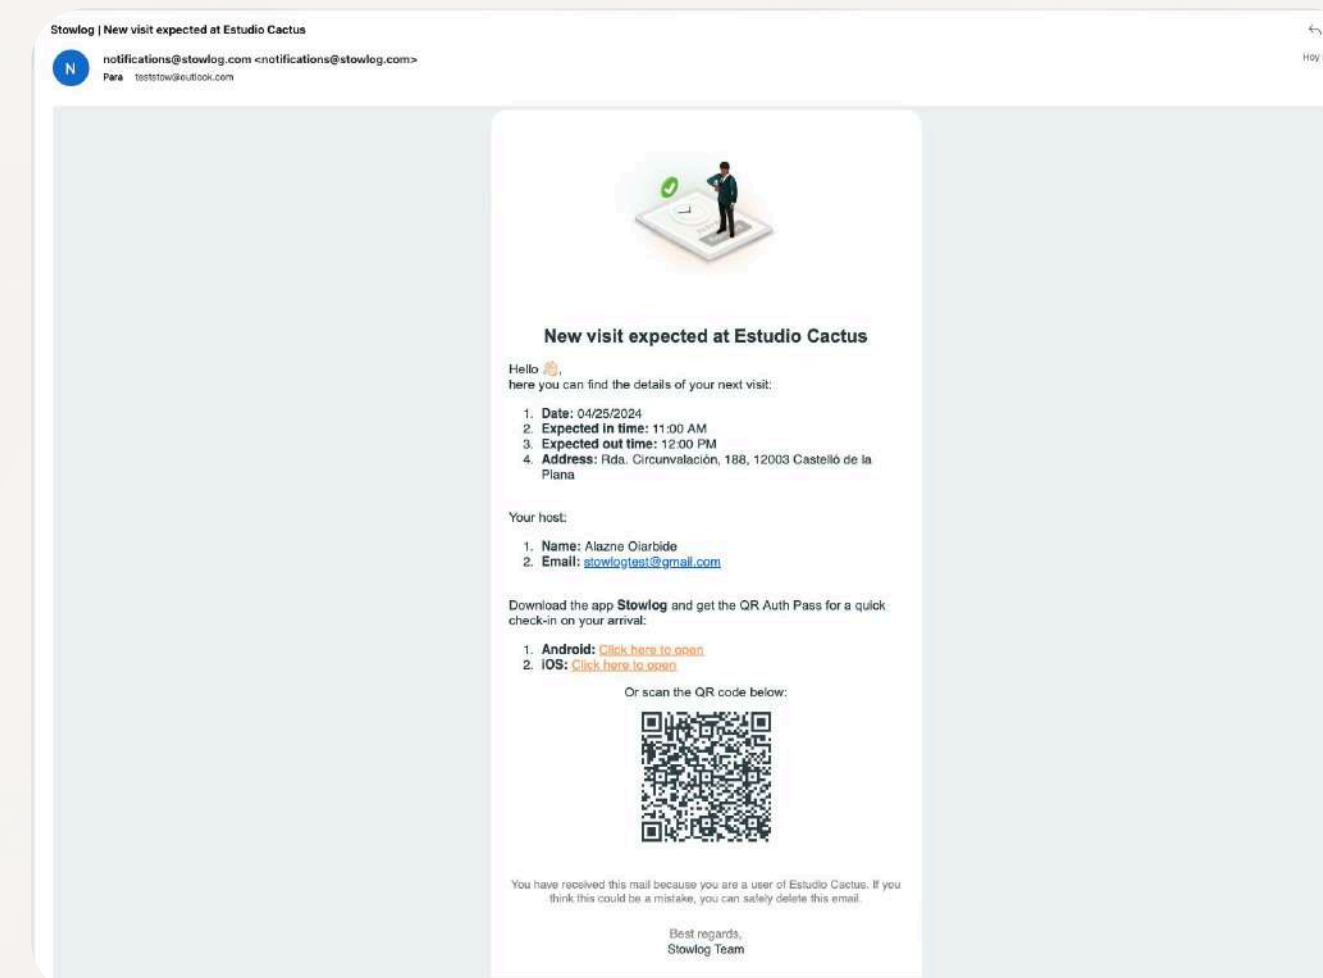 Stowlog | New visit expected at Estudio Cactus
N
notifications@stowlog.com <notifications@stowlog.com>
Para teststow@outlook.com
Hoy
New visit expected at Estudio Cactus
Hello 👋🏻,
here you can find the details of your next visit:
1. Date: 04/25/2024
2. Expected in time: 11:00 AM
3. Expected out time: 12:00 PM
4. Address: Rda. Circunvalación, 188, 12003 Castelló de la
Plana
Your host:
1. Name: Alazne Oiarbide
2. Email: stowlogtest@gmail.com
Download the app Stowlog and get the QR Auth Pass for a quick
check-in on your arrival:
1. Android: Click here to open
2. iOS: Click here to open
Or scan the QR code below:
You have received this mail because you are a user of Estudio Cactus. If you
think this could be a mistake, you can safely delete this email.
Best regards,
Stowlog Team